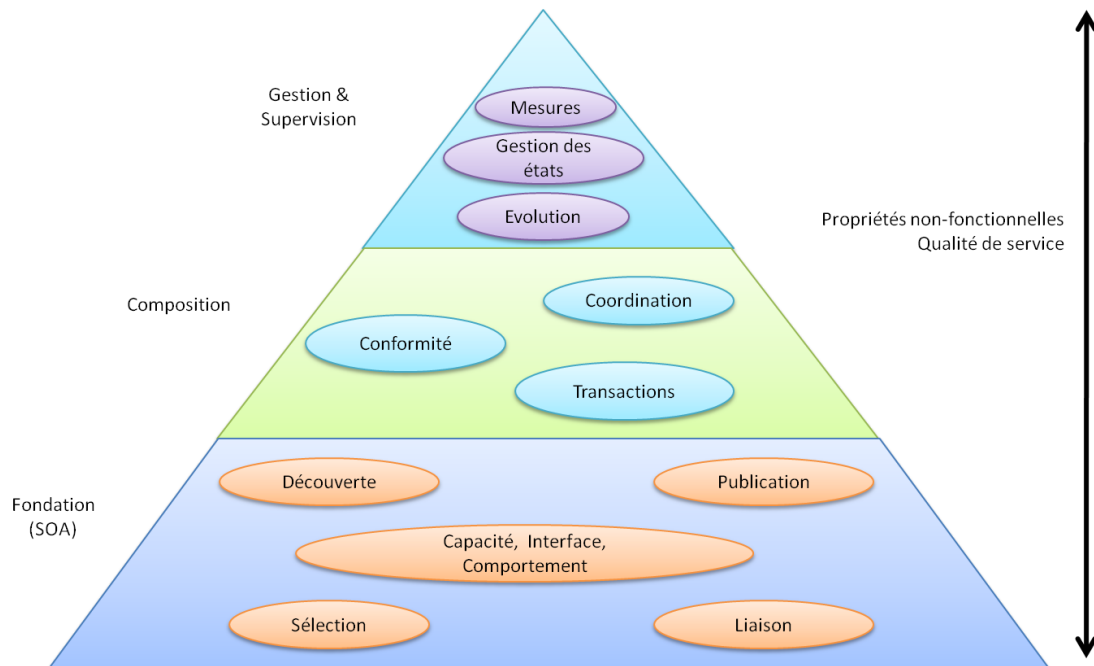 Gestion &
Supervision
Mesures
Gestion des
états
Evolution
Propriétés non-fonctionnelles
Qualité de service
Composition
Coordination
Conformité
Transactions
Fondation
(SOA)
Découverte
Publication
Capacité, Interface,
Comportement
Sélection
Liaison